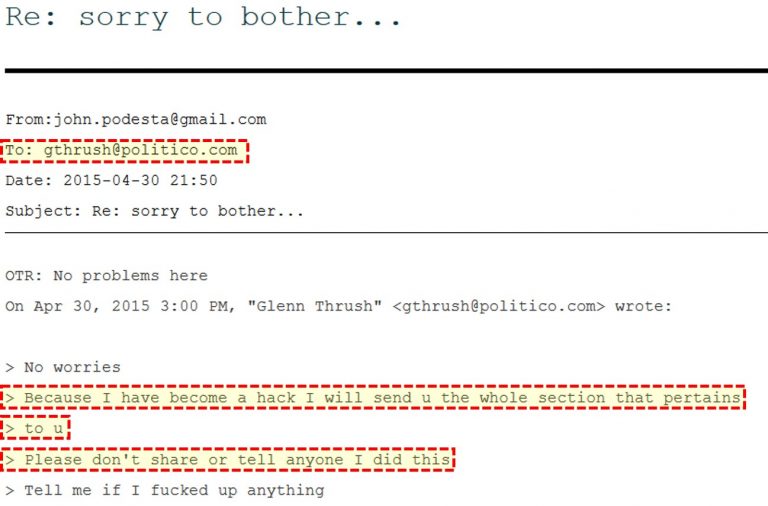 Re: sorry to bother...
From:john.podesta@gmail.com
To: gthrush@politico.com
Date: 2015-04-30 21:50
Subject: Re: sorry to bother...
OTR: No problems here
On Apr 30, 2015 3:00 PM, "Glenn Thrush" <gthrush@politico.com> wrote:
> No worries
> Because I have become a hack I will send u the whole section that pertains
> to u
> Please don't share or tell anyone I did this
> Tell me if I fucked up anything